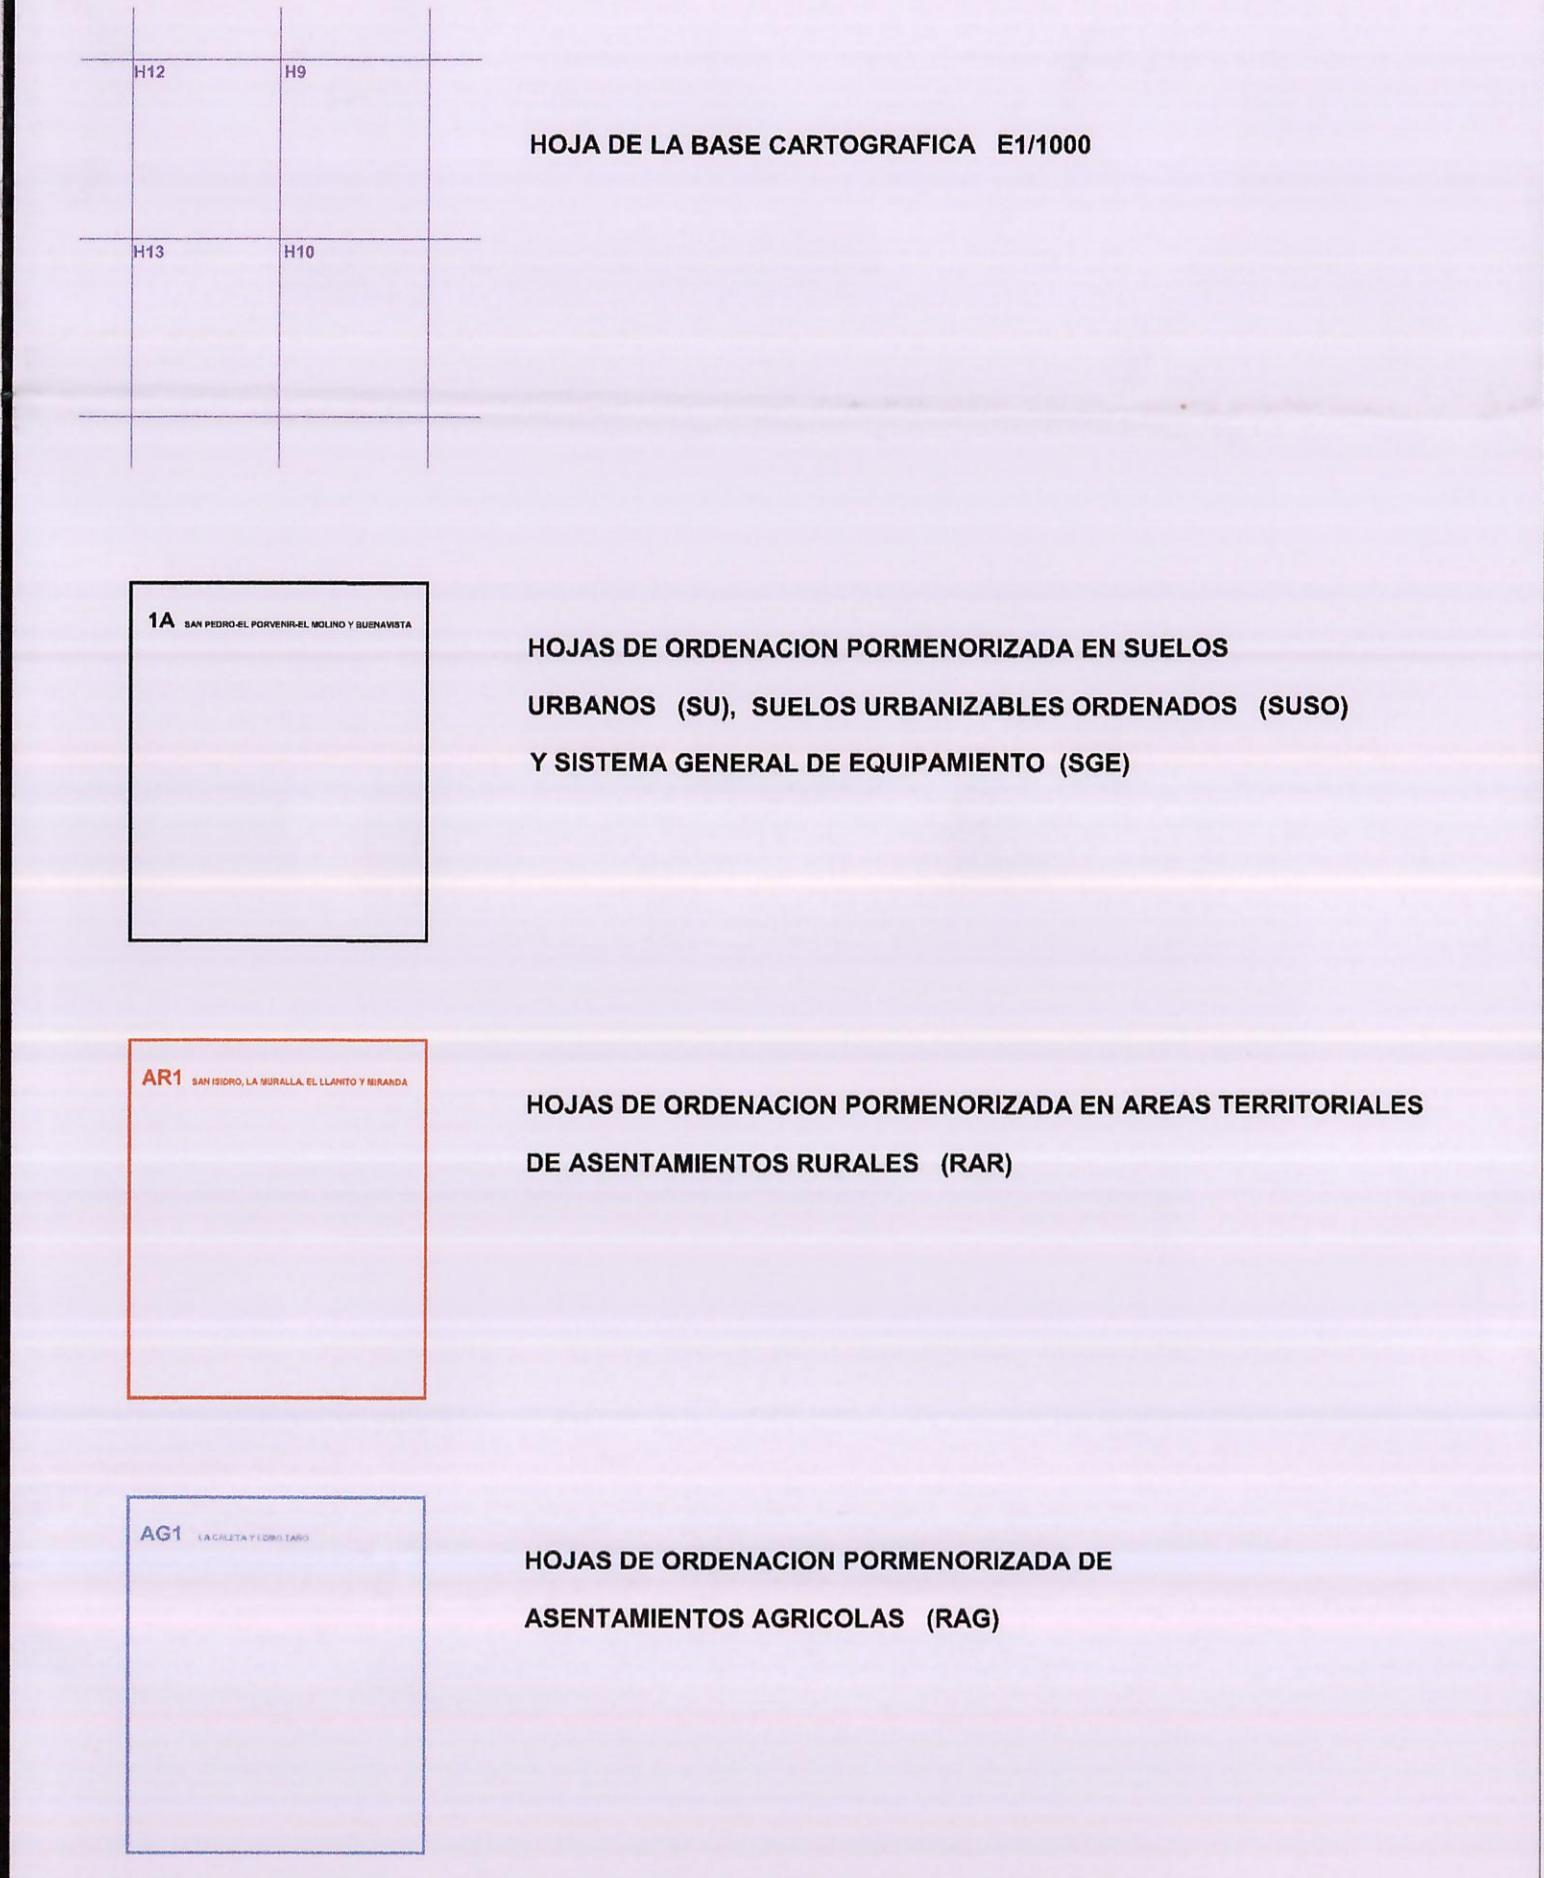 H12 H9
HOJA DE LA BASE CARTOGRAFICA E1/1000
H13 H10
1A SAN PEDRO-EL PORVENIR-EL MOLINO Y BUENAVISTA
HOJAS DE ORDENACION PORMENORIZADA EN SUELOS
URBANOS (SU), SUELOS URBANIZABLES ORDENADOS (SUSO)
Y SISTEMA GENERAL DE EQUIPAMIENTO (SGE)
AR1 SAN ISIDRO, LA MURALLA, EL LLANITO Y MIRANDA
HOJAS DE ORDENACION PORMENORIZADA EN AREAS TERRITORIALES
DE ASENTAMIENTOS RURALES (RAR)
AG1 LA CALETA Y LOMO
HOJAS DE ORDENACION PORMENORIZADA DE
ASENTAMIENTOS AGRICOLAS (RAG)